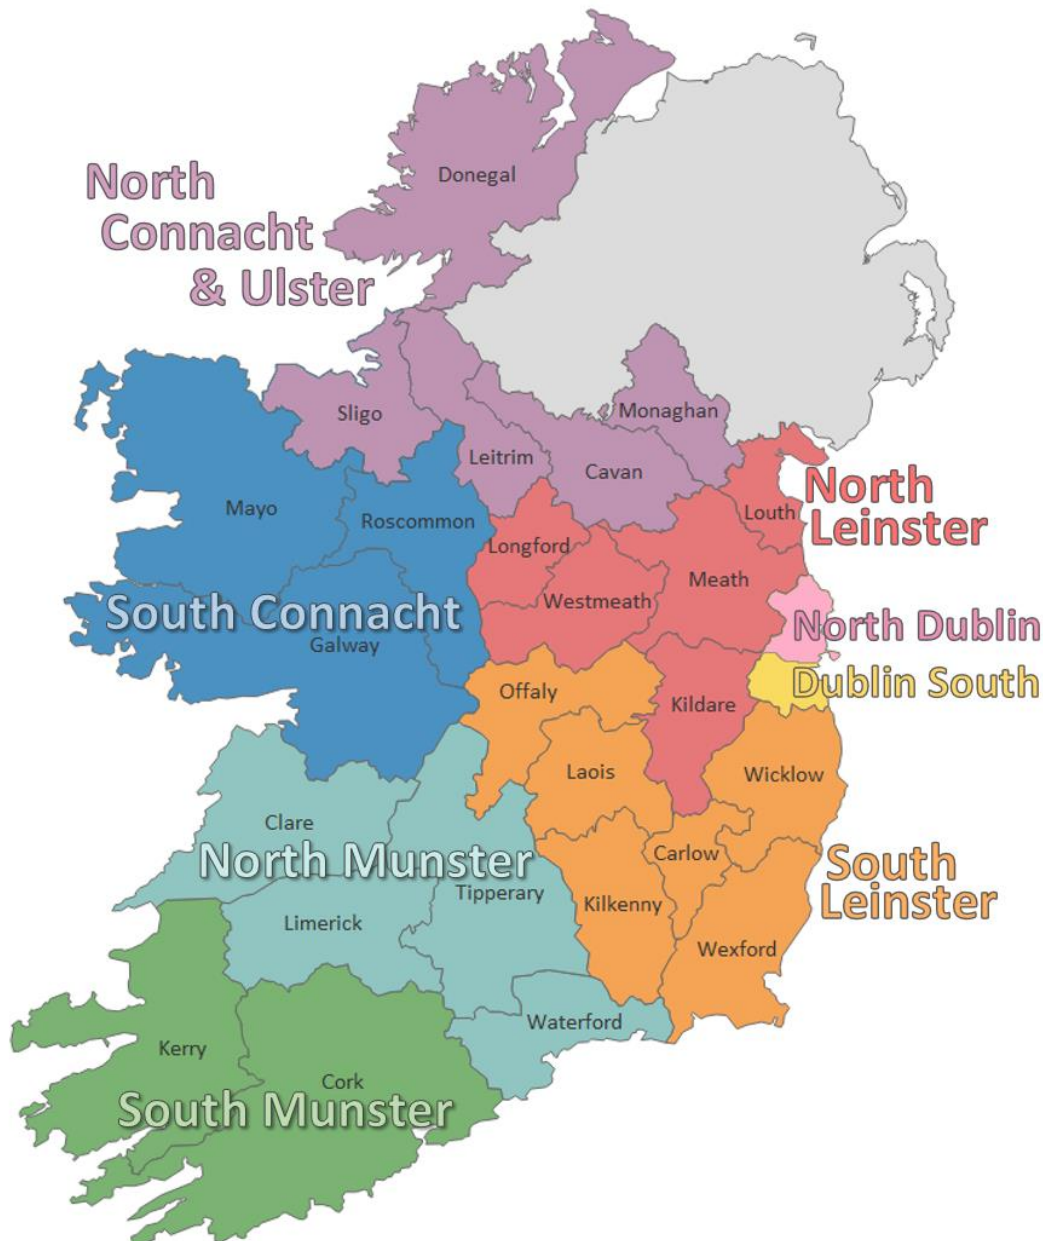 Donegal
North
Connacht
& Ulster
Sligo
Monaghan
Leitrim
Cavan
North
Leinster
Mayo
Roscommon
Louth
Longford
Meath
Westmeath
South Connacht
Galway
North Dublin
Dublin South
Offaly
Kildare
Laois
Wicklow
Clare
North Munster
Tipperary
Carlow
South
Leinster
Kilkenny
Limerick
Wexford
Waterford
Kerry
Cork
South Munster